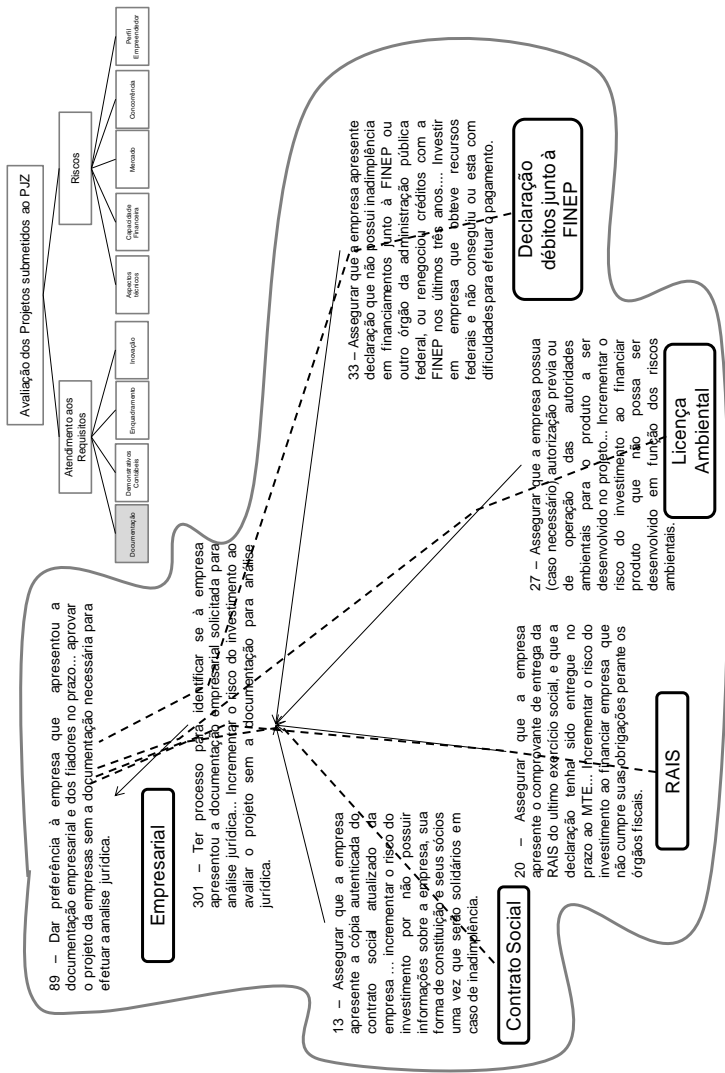 Avaliação dos Projetos submetidos ao PJZ
Atendimento aos
Requisitos
Riscos
Documentação
Demonstrativos
Contábeis
Enquadramento
Inovação
Aspectos
técnicos
Capacidade
Financeira
Mercado
Concorrência
Perfil
Empreendedor
89 – Dar preferência à empresa que apresentou a
documentação empresarial e dos fiadores no prazo... aprovar
o projeto da empresas sem a documentação necessária para
efetuar a analise jurídica.
Empresarial
301 – Ter processo para identificar se à empresa
apresentou a documentação empresarial solicitada para
análise jurídica... Incrementar o risco do investimento ao
avaliar o projeto sem a documentação para análise
jurídica.
13 – Assegurar que a empresa
apresente a cópia autenticada do
contrato social atualizado da
empresa ... incrementar o risco do
investimento por não possuir
informações sobre a empresa, sua
forma de constituição e seus sócios
uma vez que serão solidários em
caso de inadimplência.
Contrato Social
20 – Assegurar que a empresa
apresente o comprovante de entrega da
RAIS do ultimo exercício social, e que a
declaração tenha sido entregue no
prazo ao MTE... Incrementar o risco do
investimento ao financiar empresa que
não cumpre suas obrigações perante os
órgãos fiscais.
RAIS
27 – Assegurar que a empresa possua
(caso necessário) autorização previa ou
de operação das autoridades
ambientais para o produto a ser
desenvolvido no projeto... Incrementar o
risco do investimento ao financiar
produto que não possa ser
desenvolvido em função dos riscos
ambientais.
Licença
Ambiental
33 – Assegurar que a empresa apresente
declaração que não possui inadimplência
em financiamentos junto à FINEP ou
outro órgão da administração pública
federal, ou renegociou créditos com a
FINEP nos últimos três anos.... Investir
em empresa que obteve recursos
federais e não conseguiu ou esta com
dificuldades para efetuar o pagamento.
Declaração
débitos junto à
FINEP